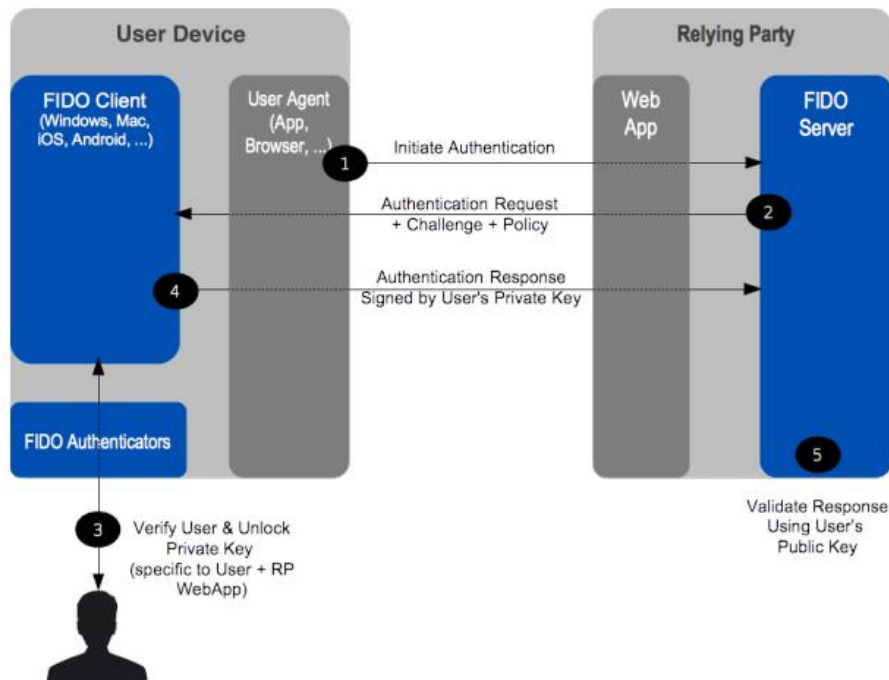 User Device
Relying Party
FIDO Client
(Windows, Mac,
iOS, Android, ...)
User Agent
(App,
Browser, ...)
Web
App
FIDO
Server
1
Initiate Authentication
Authentication Request
+ Challenge + Policy
2
4
Authentication Response
Signed by User's Private Key
FIDO Authenticators
5
Validate Response
Using User's
Public Key
3
Verify User & Unlock
Private Key
(specific to User + RP
WebApp)